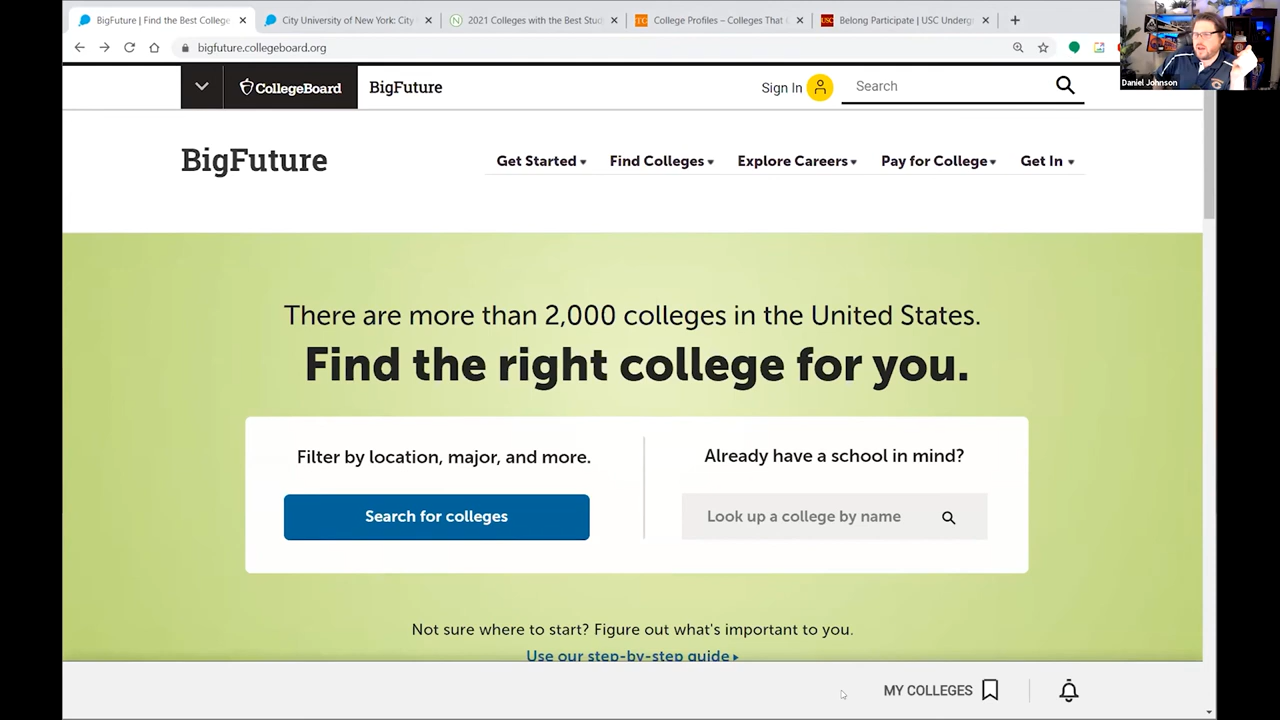 BigFuture | Find the Best College
City University of New York: City
2021 Colleges with the Best Stud
College Profiles – Colleges That
Belong Participate | USC Underg
bigfuture.collegeboard.org
Daniel Johnson
CollegeBoard
BigFuture
Sign In
Search
BigFuture
Get Started
Find Colleges
Explore Careers
Pay for College
Get In
There are more than 2,000 colleges in the United States.
Find the right college for you.
Filter by location, major, and more.
Already have a school in mind?
Search for colleges
Look up a college by name
Not sure where to start? Figure out what's important to you.
Use our step-by-step guide
MY COLLEGES